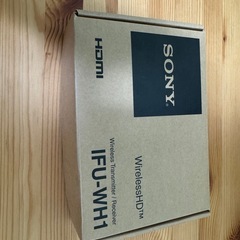 SONY
WirelessHD™
HDMI
Wireless Transmitter / Receiver
IFU-WH1